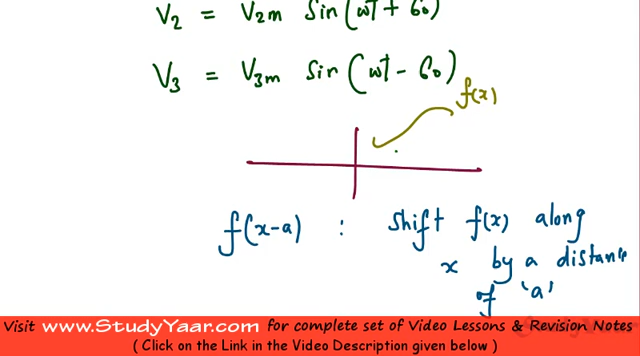 V2 = V2m Sin(ωt + 60)
V3 = V3m Sin(ωt - 60)
f(x)
f(x-a) : shift f(x) along
x by a distance
of 'a'
Visit www.StudyYaar.com for complete set of Video Lessons & Revision Notes
( Click on the Link in the Video Description given below )